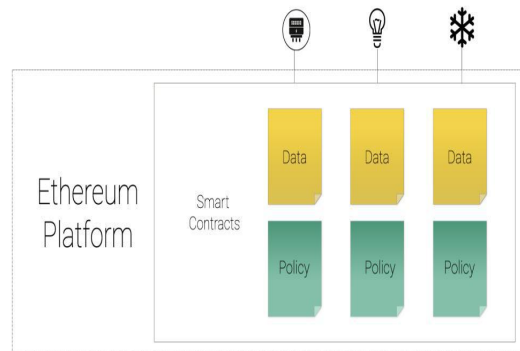 Ethereum
Platform
Smart
Contracts
Data
Data
Data
Policy
Policy
Policy